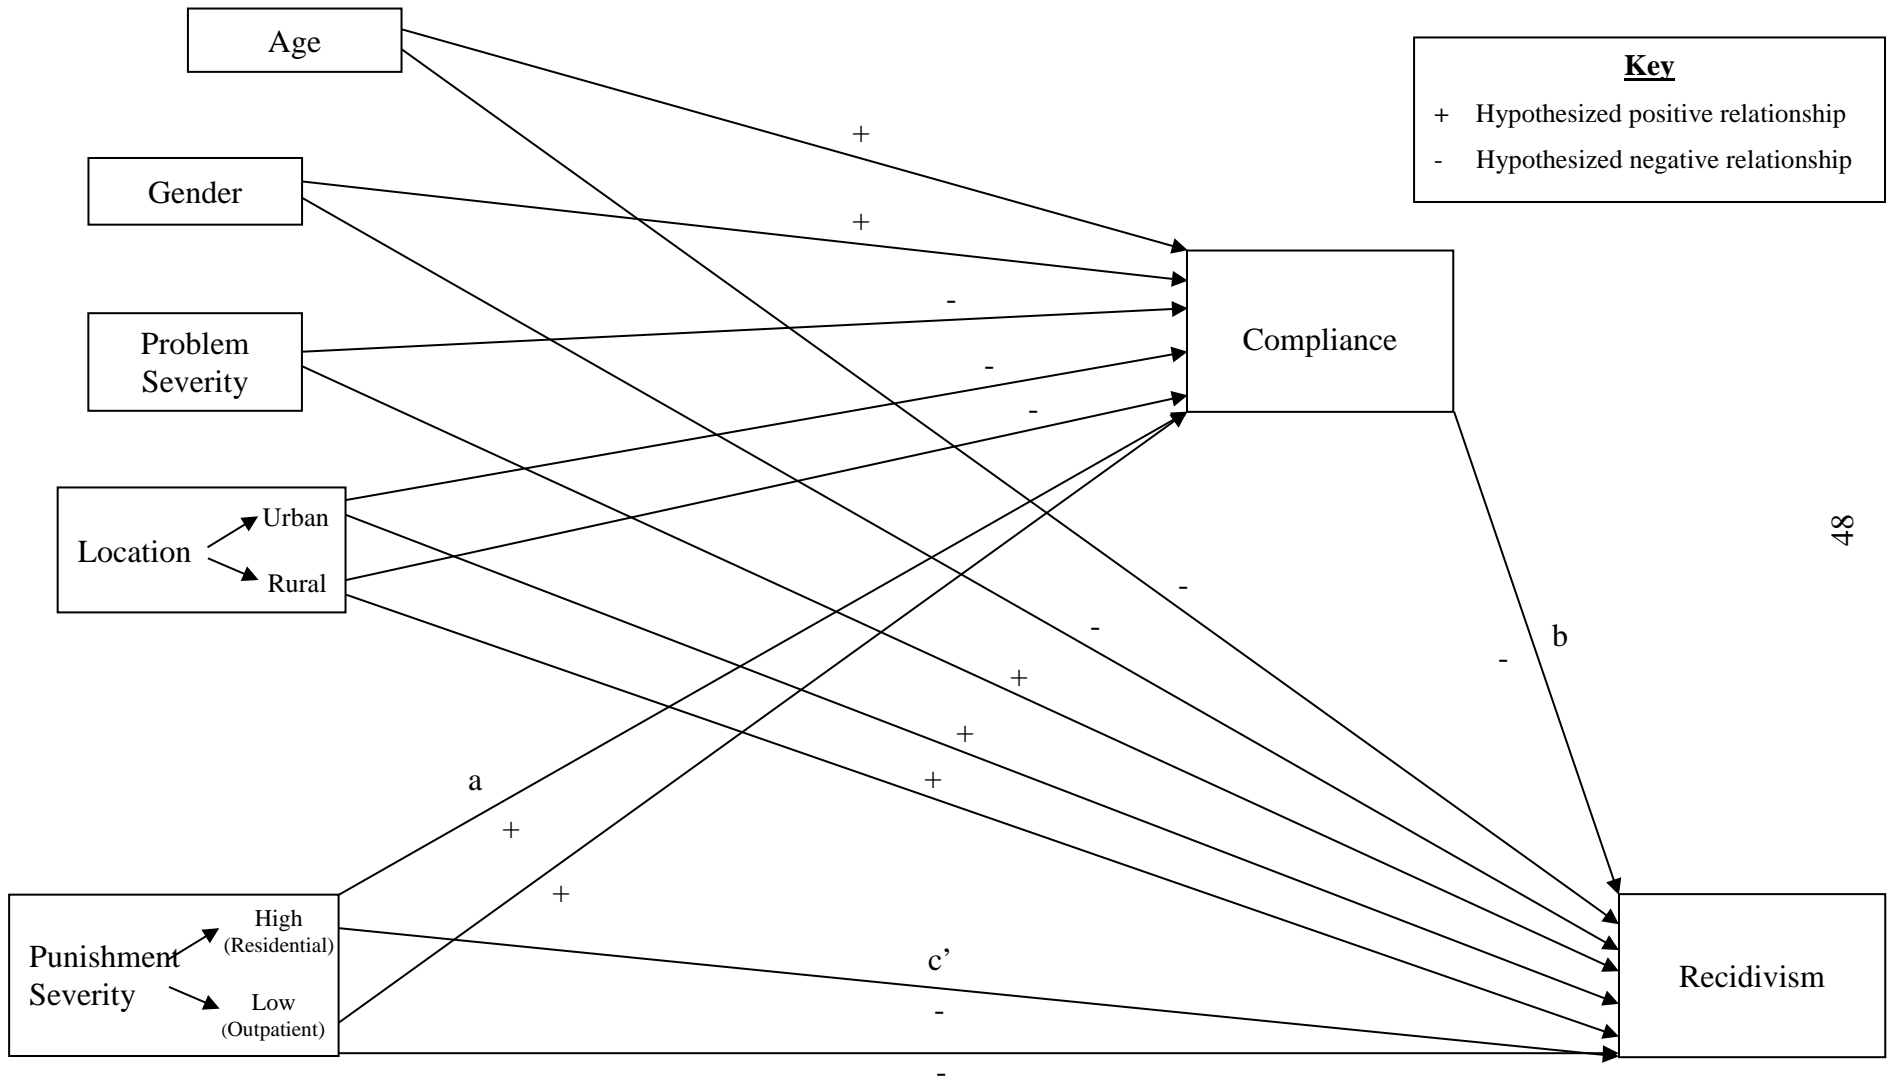 Age
Key
+ Hypothesized positive relationship
- Hypothesized negative relationship
+
Gender
+
-
Problem
Severity
Compliance
-
-
Urban
Location
Rural
48
-
-
b
-
+
+
+
a
+
+
High
(Residential)
Punishment
Severity
Low
(Outpatient)
c’
-
Recidivism
-